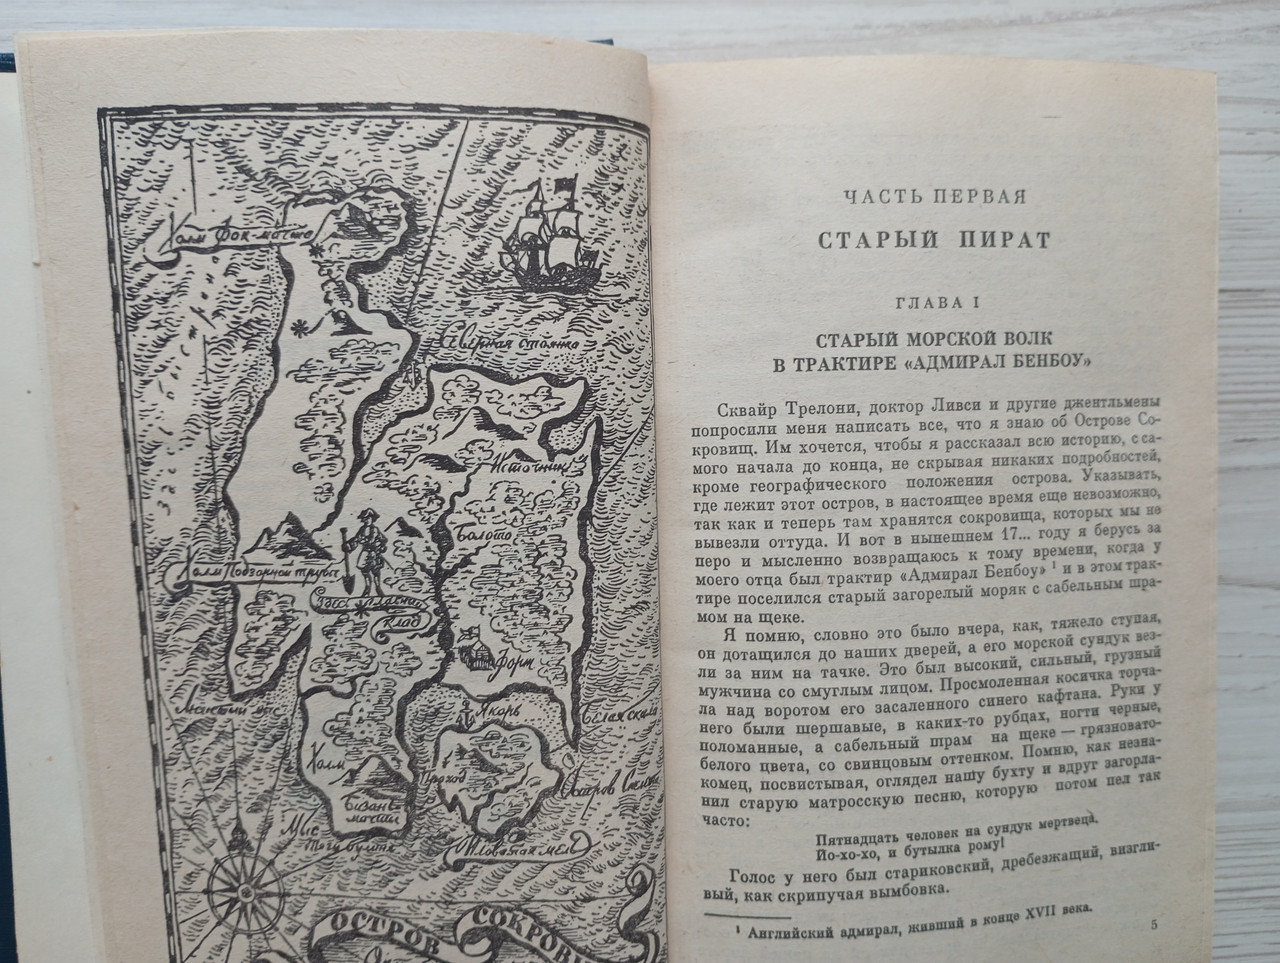 Холм Фок-мачта
Северная стоянка
Источник
Болото
Холм Подзорной трубы
Клад
Форт
Якорь
Белая скала
Холм
Бизань-
мачты
Проход
Остров
Мыс
мель
ОСТРОВ СОКРОВИ
ЧАСТЬ ПЕРВАЯ
СТАРЫЙ ПИРАТ
ГЛАВА I
СТАРЫЙ МОРСКОЙ ВОЛК
В ТРАКТИРЕ «АДМИРАЛ БЕНБОУ»
Сквайр Трелони, доктор Ливси и другие джентльмены
попросили меня написать все, что я знаю об Острове Со-
кровищ. Им хочется, чтобы я рассказал всю историю, с са-
мого начала до конца, не скрывая никаких подробностей,
кроме географического положения острова. Указывать,
где лежит этот остров, в настоящее время еще невозможно,
так как и теперь там хранятся сокровища, которых мы не
вывезли оттуда. И вот в нынешнем 17... году я берусь за
перо и мысленно возвращаюсь к тому времени, когда у
моего отца был трактир «Адмирал Бенбоу» ¹ и в этом трак-
тире поселился старый загорелый моряк с сабельным шра-
мом на щеке.
Я помню, словно это было вчера, как, тяжело ступая,
он дотащился до наших дверей, а его морской сундук вез-
ли за ним на тачке. Это был высокий, сильный, грузный
мужчина со смуглым лицом. Просмоленная косичка торча-
ла над воротом его засаленного синего кафтана. Руки у
него были шершавые, в каких-то рубцах, ногти черные,
поломанные, а сабельный шрам на щеке — грязновато-
белого цвета, со свинцовым оттенком. Помню, как незна-
комец, посвистывая, оглядел нашу бухту и вдруг загорла-
нил старую матросскую песню, которую потом пел так
часто:
Пятнадцать человек на сундук мертвеца.
Йо-хо-хо, и бутылка рому!
Голос у него был стариковский, дребезжащий, визгли-
вый, как скрипучая вымбовка.
¹ Английский адмирал, живший в конце XVII века.
5